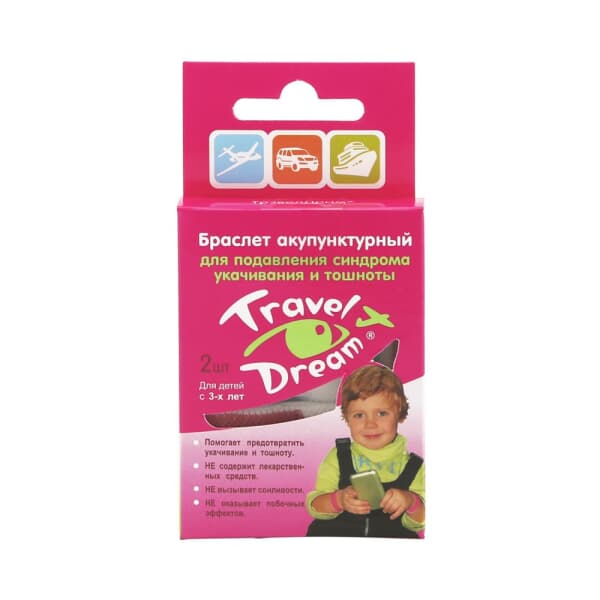 Браслет акупунктурный
для подавления синдрома
укачивания и тошноты
Travel
Dream®
2шт
Для детей
с 3-х лет
• Помогает предотвратить
укачивание и тошноту.
• НЕ содержит лекарствен-
ных средств.
• НЕ вызывает сонливости.
• НЕ оказывает побочных
эффектов.